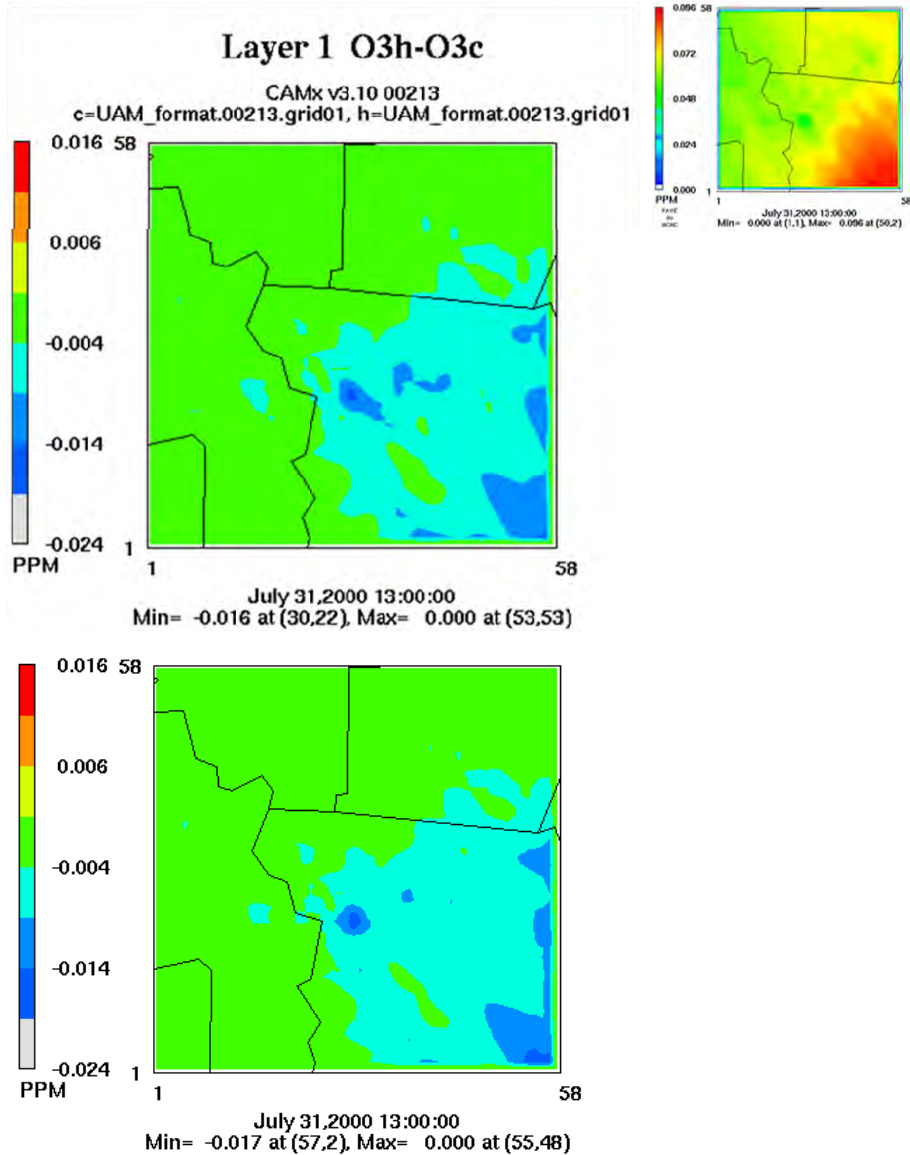 Layer 1 O3h-O3c
CAMx v3.10 00213
c=UAM_format.00213.grid01, h=UAM_format.00213.grid01
0.016
0.006
-0.004
-0.014
-0.024
PPM
58
1
1
58
July 31,2000 13:00:00
Min= -0.016 at (30,22), Max= 0.000 at (53,53)
0.096
0.072
0.048
0.024
0.000
PPM
58
1
1
58
July 31,2000 13:00:00
Min= 0.000 at (1,1), Max= 0.096 at (50,2)
0.016
0.006
-0.004
-0.014
-0.024
PPM
58
1
1
58
July 31,2000 13:00:00
Min= -0.017 at (57,2), Max= 0.000 at (55,48)